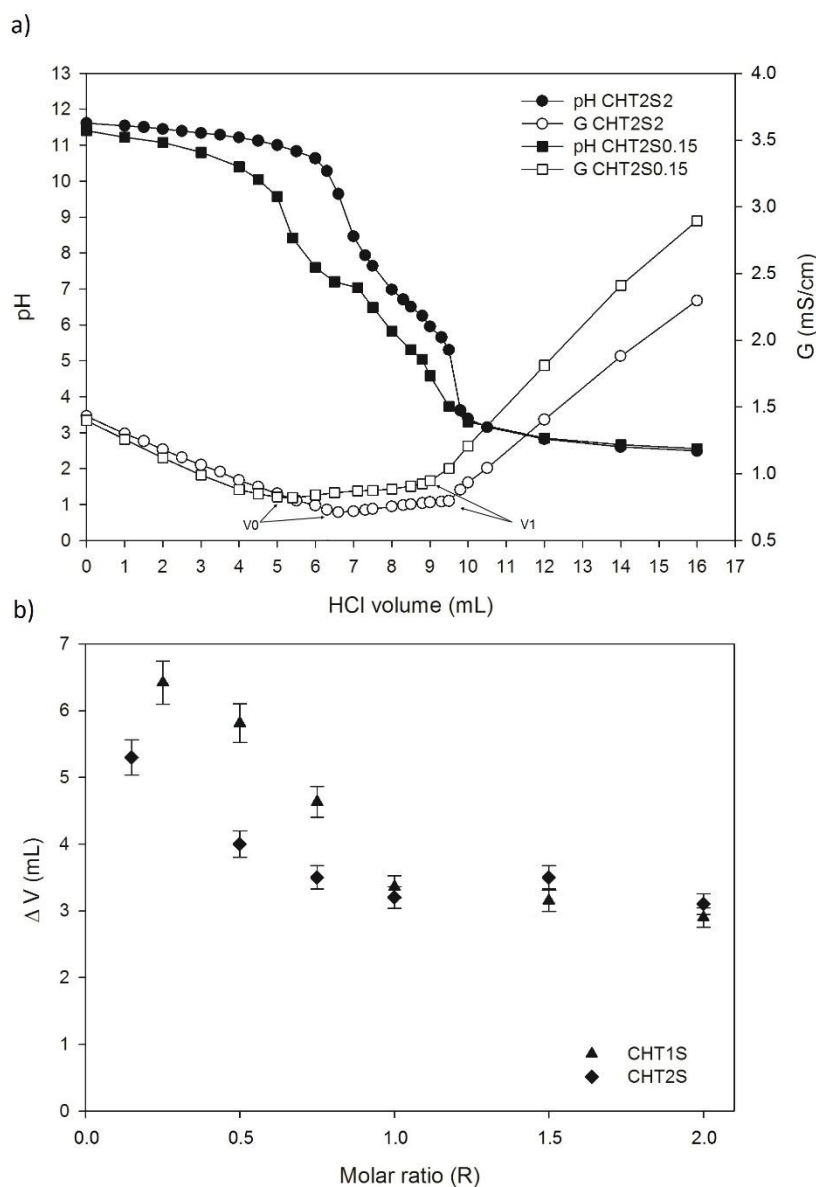 a)
13
12
11
10
9
8
7
6
5
4
3
2
1
0
pH
4.0
3.5
3.0
2.5
2.0
1.5
1.0
0.5
G (mS/cm)
pH CHT2S2
G CHT2S2
pH CHT2S0.15
G CHT2S0.15
V0
V1
0 1 2 3 4 5 6 7 8 9 10 11 12 13 14 15 16 17
HCl volume (mL)
b)
7
6
5
4
3
2
1
0
Δ V (mL)
CHT1S
CHT2S
0.0 0.5 1.0 1.5 2.0
Molar ratio (R)